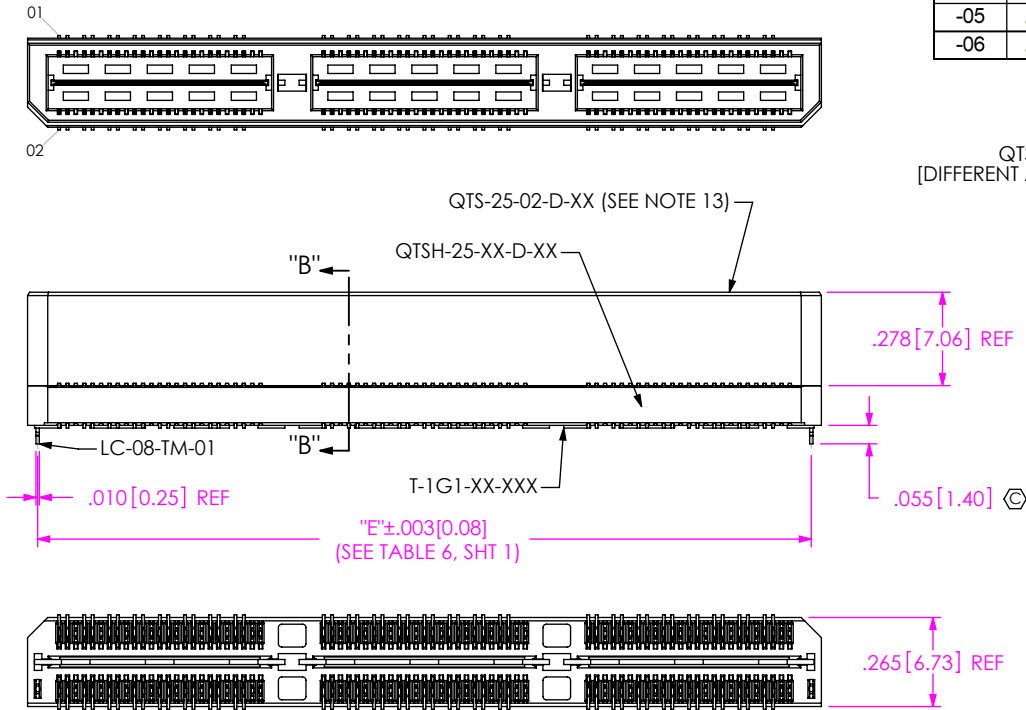 01
-05
-06
02
QTS
[DIFFERENT
QTS-25-02-D-XX (SEE NOTE 13)
QTSH-25-XX-D-XX
"B"
.278[7.06] REF
LC-08-TM-01
"B"
T-1G1-XX-XXX
.010[0.25] REF
.055[1.40] C
"E"±.003[0.08]
(SEE TABLE 6, SHT 1)
.265[6.73] REF